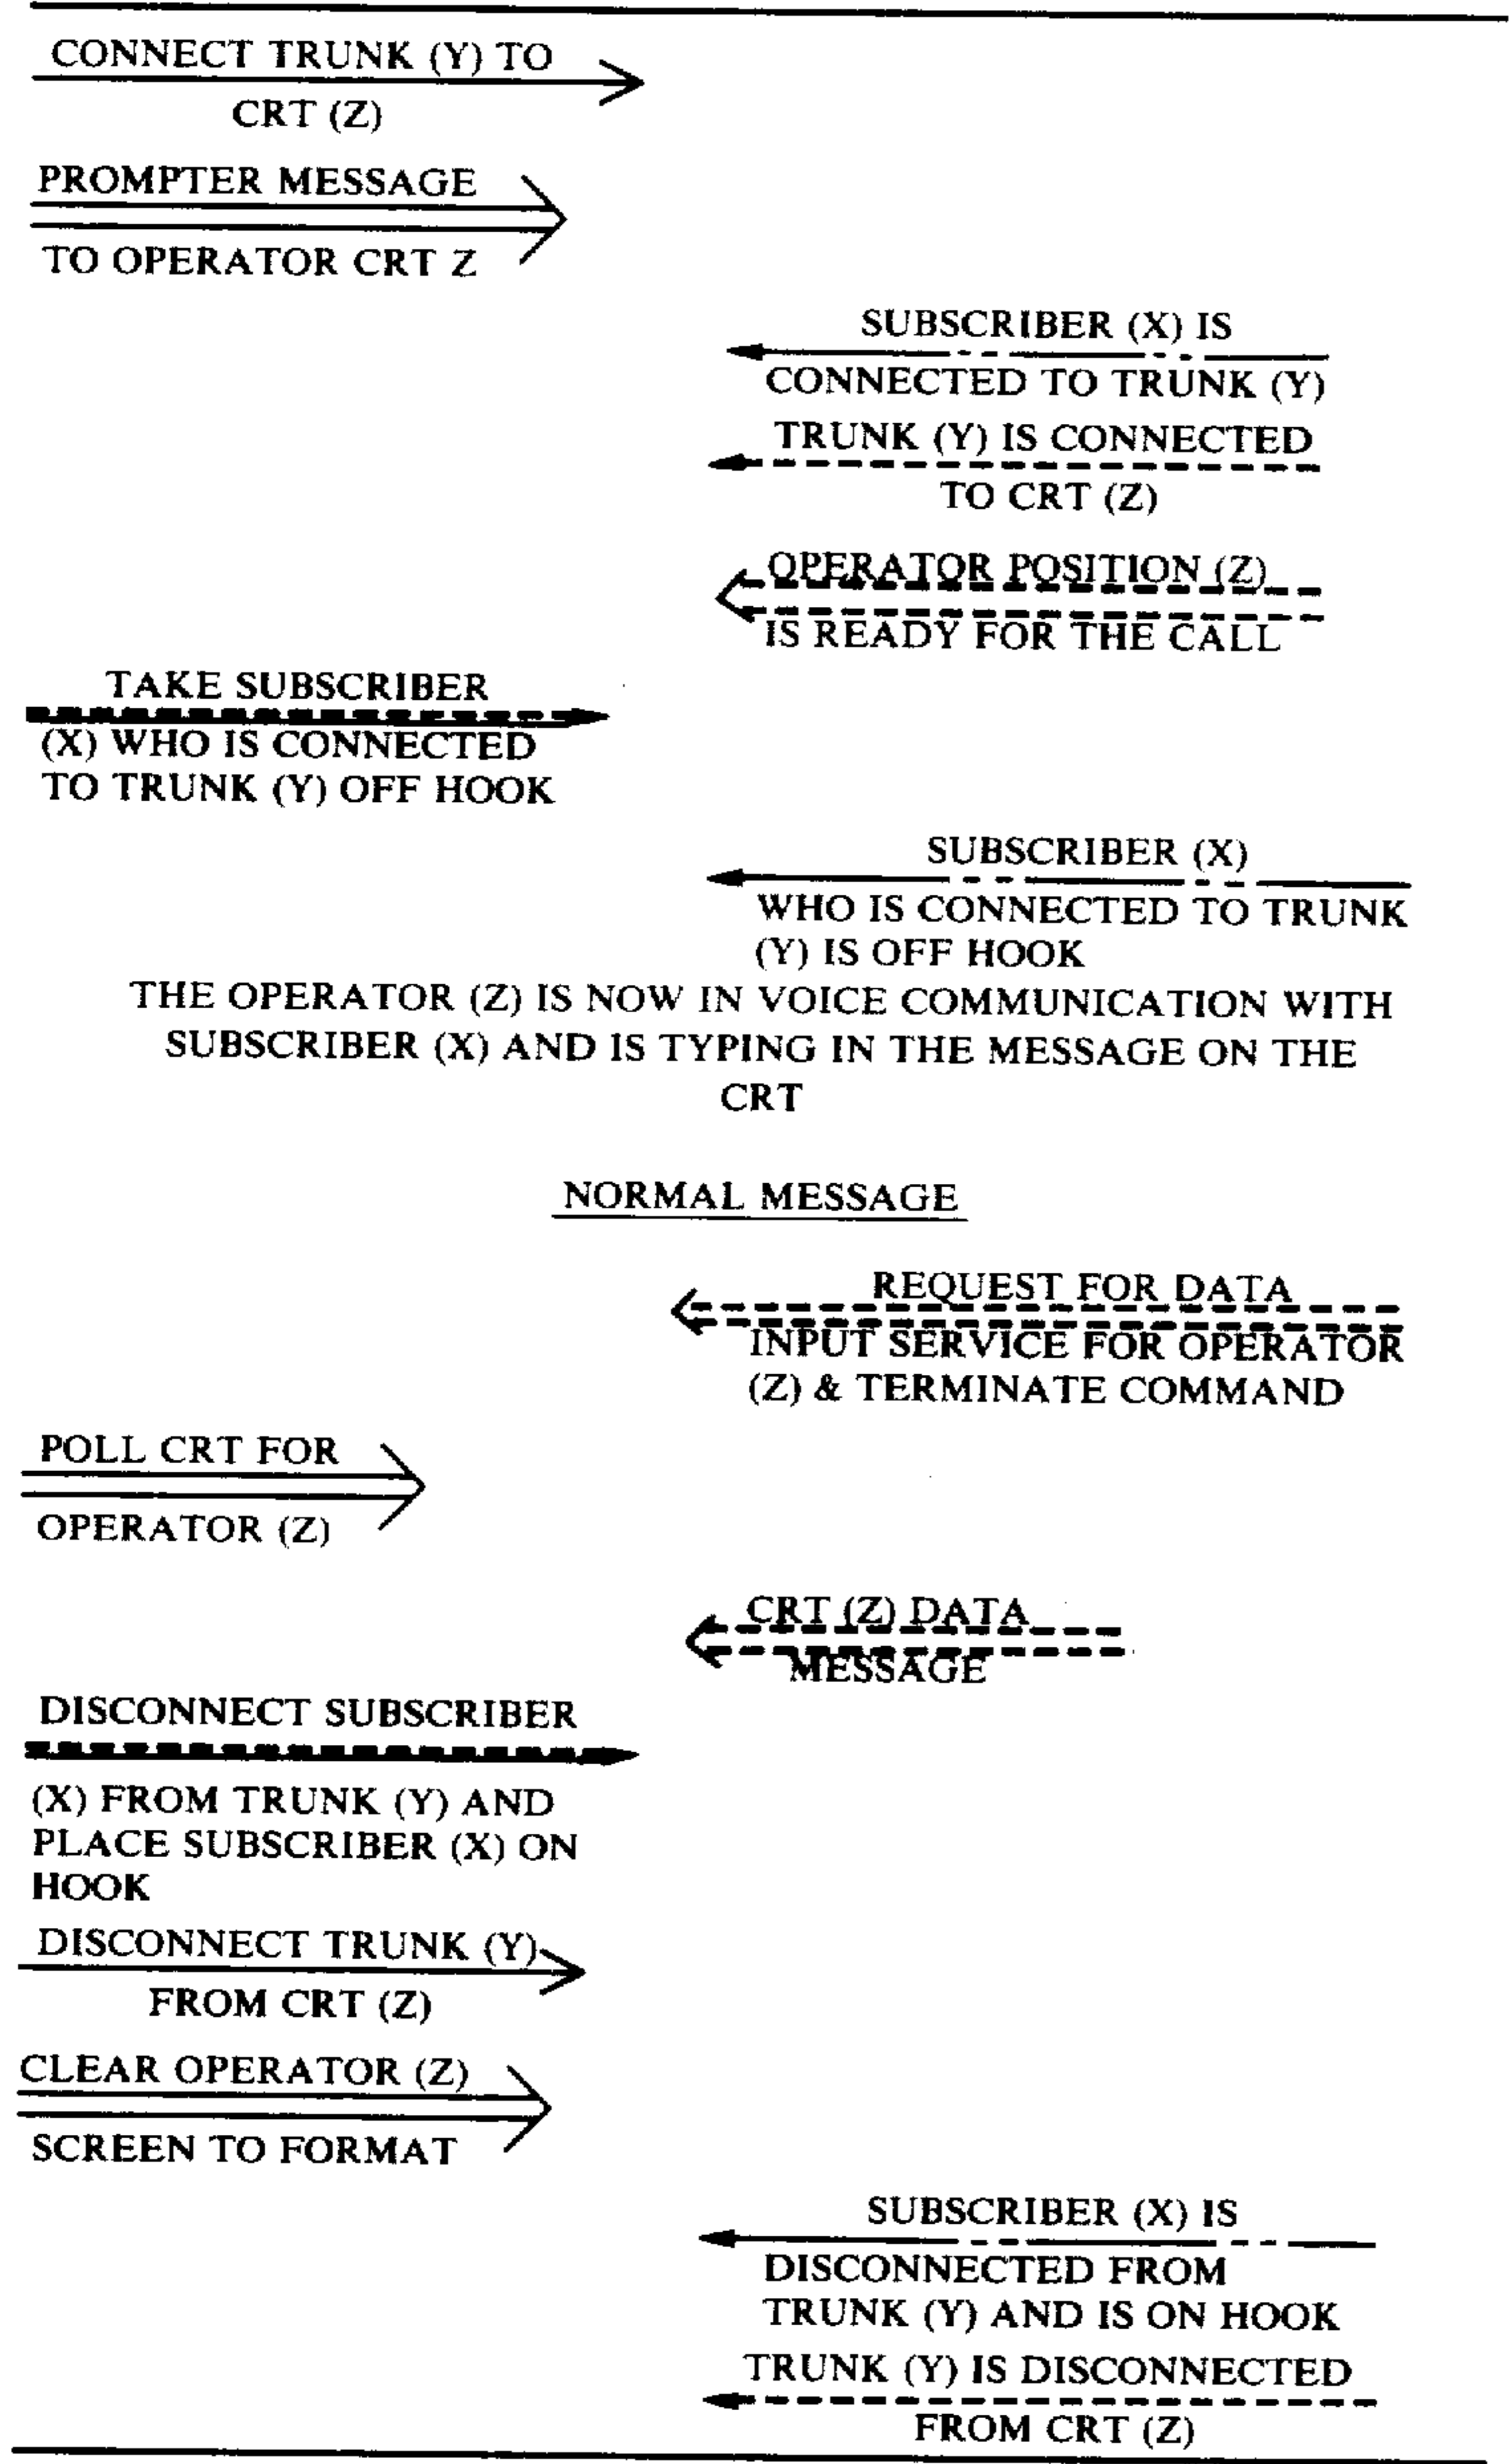 CONNECT TRUNK (Y) TO
CRT (Z)
PROMPTER MESSAGE
TO OPERATOR CRT Z
SUBSCRIBER (X) IS
CONNECTED TO TRUNK (Y)
TRUNK (Y) IS CONNECTED
TO CRT (Z)
OPERATOR POSITION (Z)
IS READY FOR THE CALL
TAKE SUBSCRIBER
(X) WHO IS CONNECTED
TO TRUNK (Y) OFF HOOK
SUBSCRIBER (X)
WHO IS CONNECTED TO TRUNK
(Y) IS OFF HOOK
THE OPERATOR (Z) IS NOW IN VOICE COMMUNICATION WITH
SUBSCRIBER (X) AND IS TYPING IN THE MESSAGE ON THE
CRT
NORMAL MESSAGE
REQUEST FOR DATA
INPUT SERVICE FOR OPERATOR
(Z) & TERMINATE COMMAND
POLL CRT FOR
OPERATOR (Z)
CRT (Z) DATA
MESSAGE
DISCONNECT SUBSCRIBER
(X) FROM TRUNK (Y) AND
PLACE SUBSCRIBER (X) ON
HOOK
DISCONNECT TRUNK (Y)
FROM CRT (Z)
CLEAR OPERATOR (Z)
SCREEN TO FORMAT
SUBSCRIBER (X) IS
DISCONNECTED FROM
TRUNK (Y) AND IS ON HOOK
TRUNK (Y) IS DISCONNECTED
FROM CRT (Z)